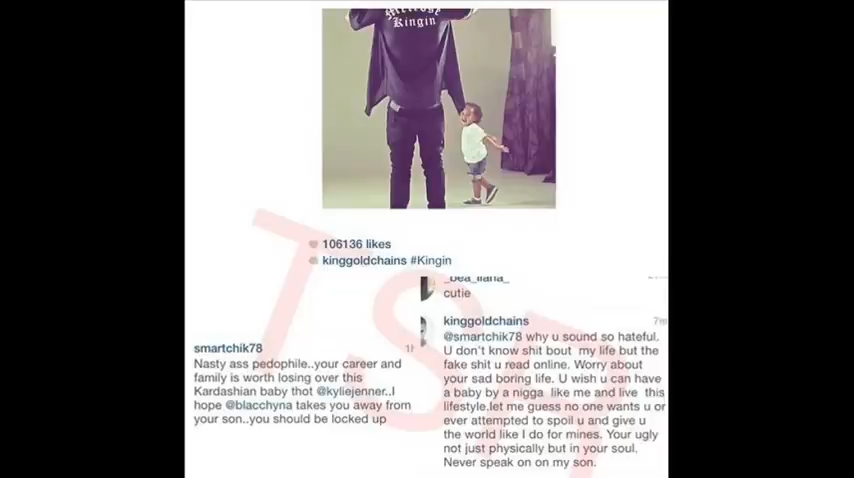 Melrose
Kingin
106136 likes
kinggoldchains #Kingin
_bea_liana_
cutie
smartchik78 1h
Nasty ass pedophile..your career and
family is worth losing over this
Kardashian baby thot @kyliejenner..I
hope @blacchyna takes you away from
your son..you should be locked up
kinggoldchains 7m
@smartchik78 why u sound so hateful.
U don't know shit bout my life but the
fake shit u read online. Worry about
your sad boring life. U wish u can have
a baby by a nigga like me and live this
lifestyle.let me guess no one wants u or
ever attempted to spoil u and give u
the world like I do for mines. Your ugly
not just physically but in your soul.
Never speak on on my son.
TSJ